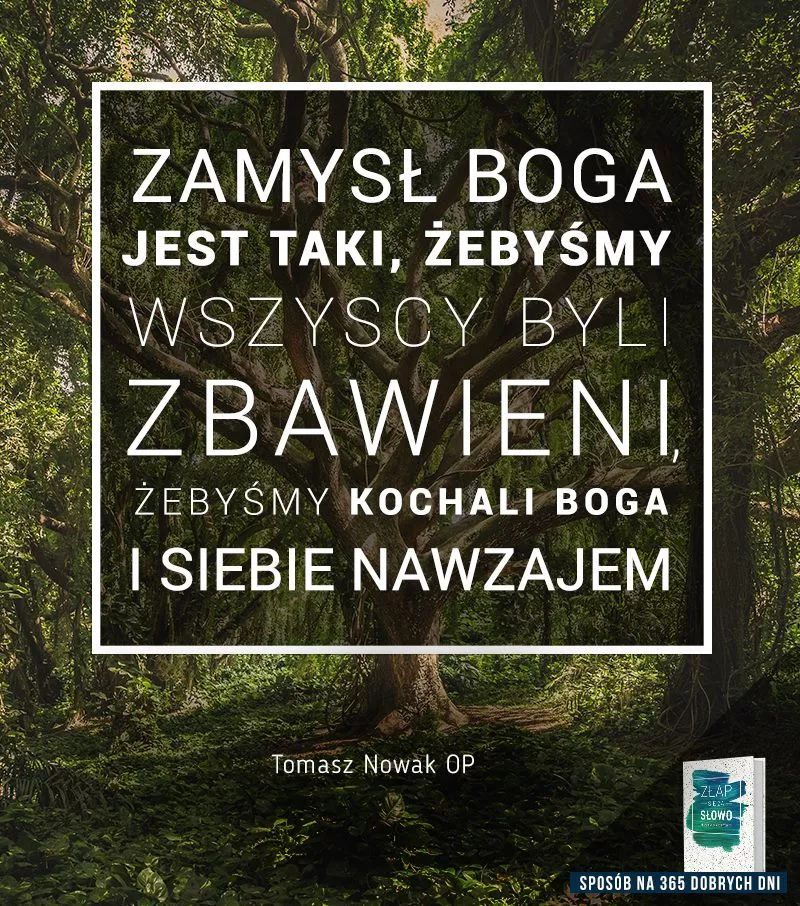 ZAMYSŁ BOGA
JEST TAKI, ŻEBYŚMY
WSZYSCY BYLI
ZBAWIENI,
ŻEBYŚMY KOCHALI BOGA
I SIEBIE NAWZAJEM
Tomasz Nowak OP
ZŁAP
SŁOWO
SPOSÓB NA 365 DOBRYCH DNI